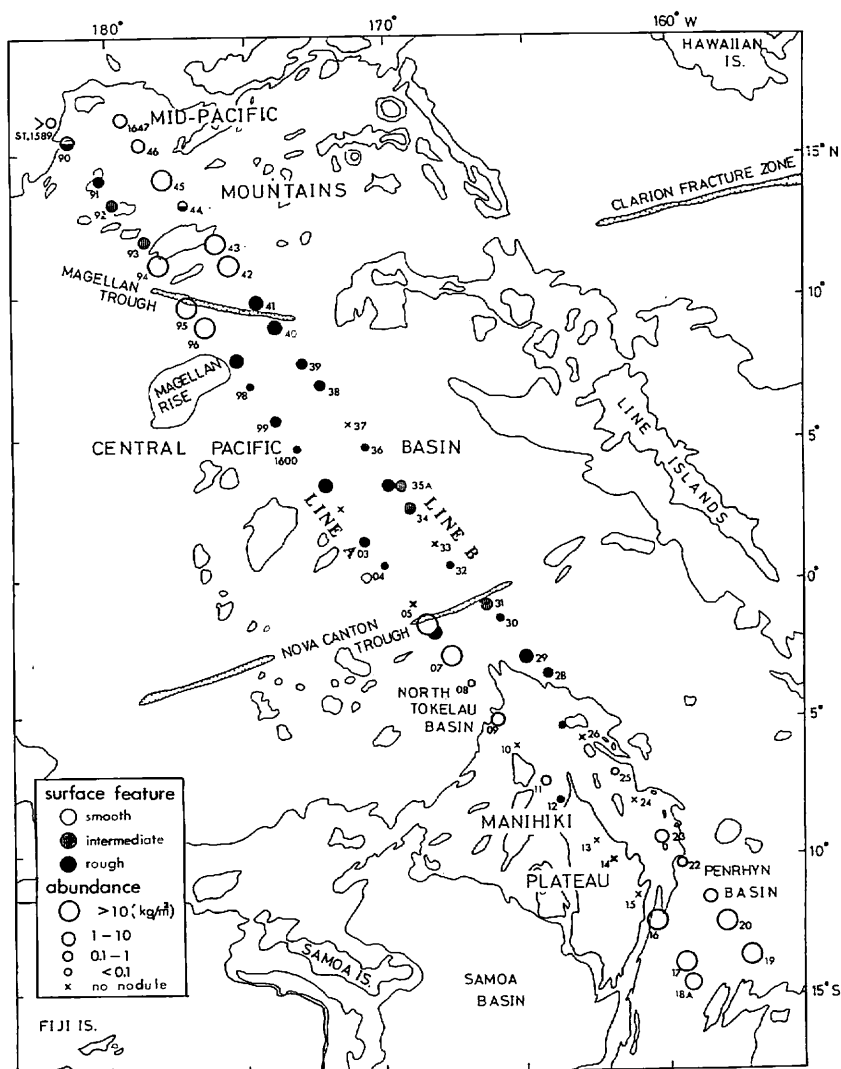 180° 170° 160° W
HAWAIIAN
IS.
MID-PACIFIC
ST.1589
1647
90
46
15° N
91
45
MOUNTAINS
CLARION FRACTURE ZONE
92
44
93
43
94
42
MAGELLAN
TROUGH
10°
41
95
40
96
39
MAGELLAN
RISE
98
38
LINE
ISLANDS
99
37
CENTRAL PACIFIC BASIN
5°
1600
36
35A
LINE
LINE B
34
03
33
04
32
0°
05
31
30
NOVA CANTON
TROUGH
07
29
28
NORTH
TOKELAU
BASIN
08
5°
09
26
10
25
11
24
12
MANIHIKI
23
13
10°
14
22
PLATEAU
PENRHYN
BASIN
15
16
20
SAMOA IS.
19
17
SAMOA
BASIN
18A
15°S
FIJI IS.
surface feature
smooth
intermediate
rough
abundance
>10 (kg/m²)
1-10
0.1-1
<0.1
× no nodule